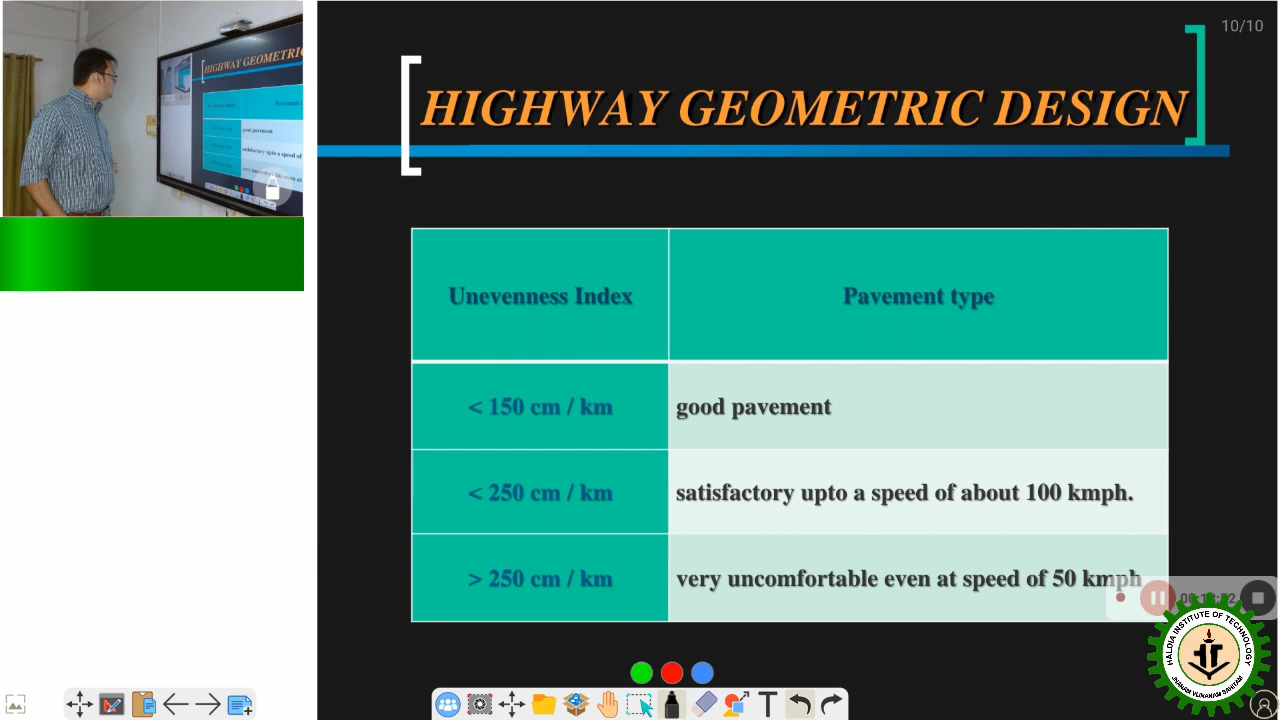 10/10
HIGHWAY GEOMETRIC DESIGN
Unevenness Index
Pavement type
< 150 cm / km
good pavement
< 250 cm / km
satisfactory upto a speed of about 100 kmph.
> 250 cm / km
very uncomfortable even at speed of 50 kmph
HALDIA INSTITUTE OF TECHNOLOGY